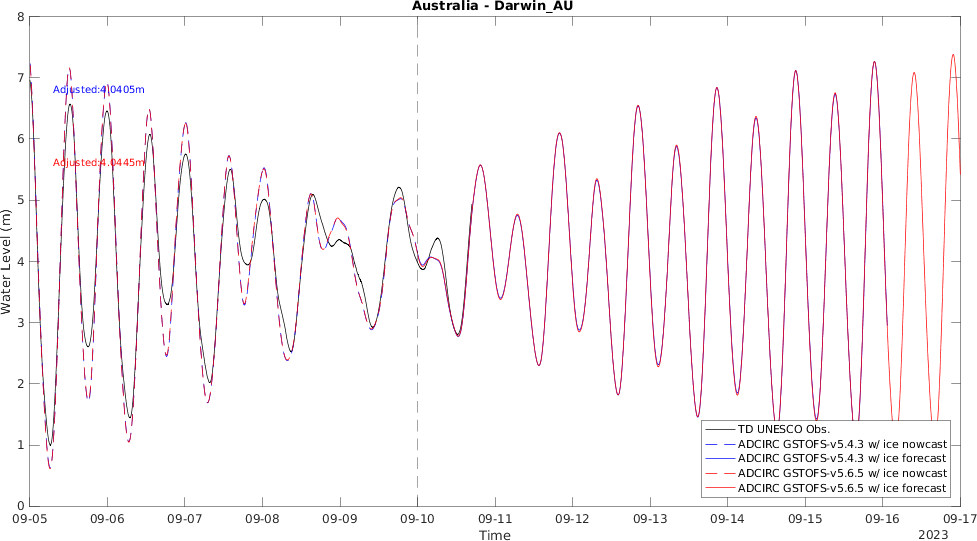 Australia - Darwin_AU
8
7
6
5
4
3
2
1
0
Water Level (m)
Adjusted:4.0405m
Adjusted:4.0445m
TD UNESCO Obs.
ADCIRC GSTOFS-v5.4.3 w/ ice nowcast
ADCIRC GSTOFS-v5.4.3 w/ ice forecast
ADCIRC GSTOFS-v5.6.5 w/ ice nowcast
ADCIRC GSTOFS-v5.6.5 w/ ice forecast
09-05 09-06 09-07 09-08 09-09 09-10 09-11 09-12 09-13 09-14 09-15 09-16 09-17
Time
2023